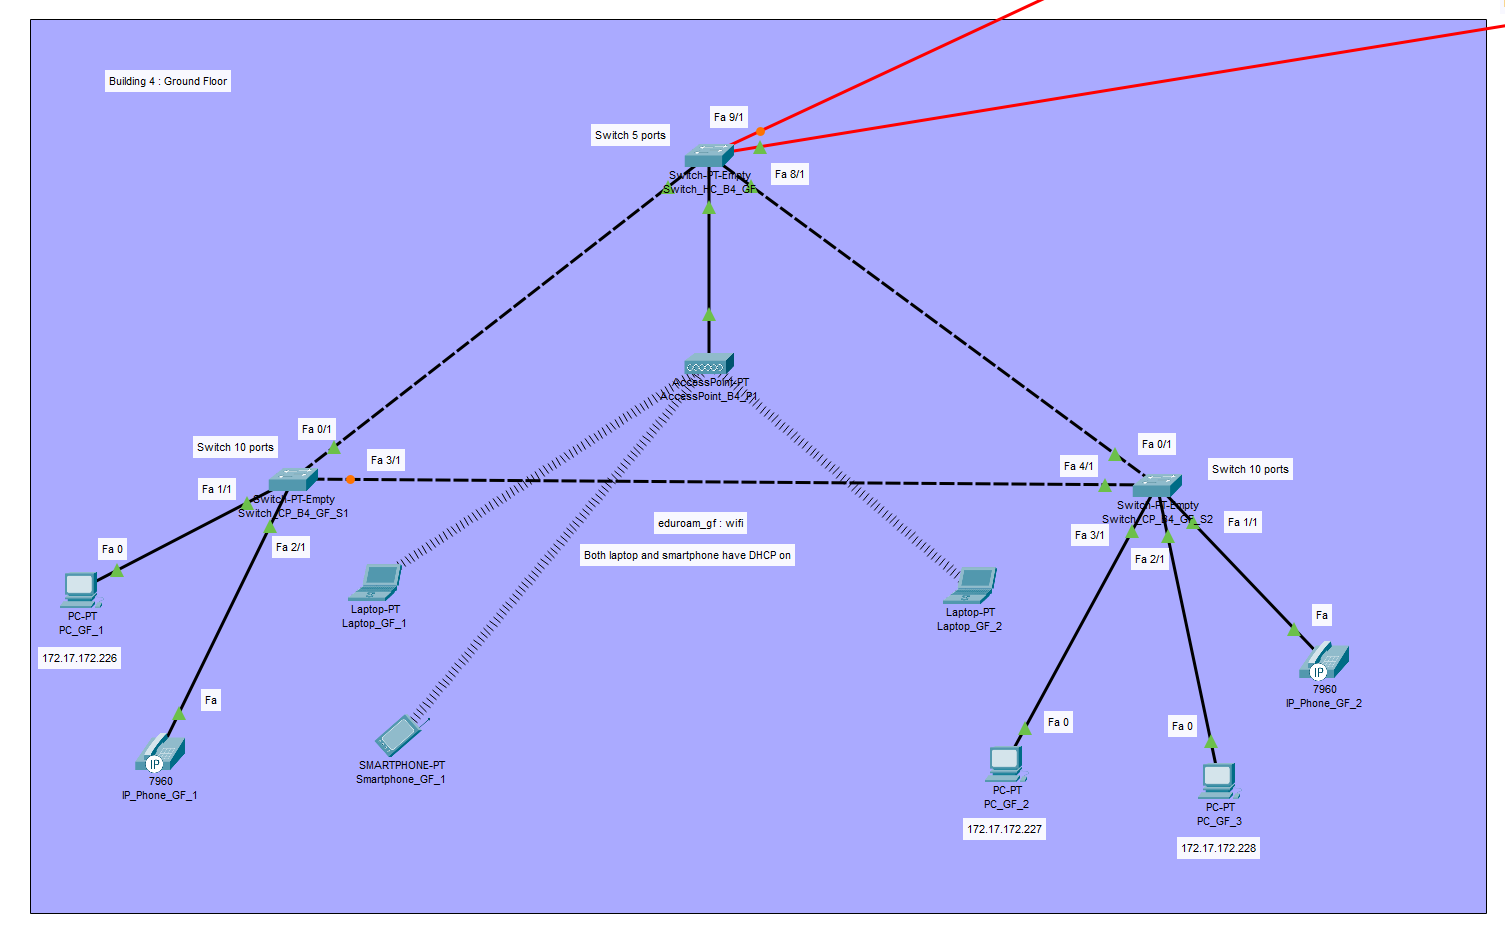 Building 4 : Ground Floor
Fa 9/1
Switch 5 ports
Fa 8/1
Switch-PT-Empty
Switch_HC_B4_GF
AccessPoint-PT
AccessPoint_B4_P1
Fa 0/1
Switch 10 ports
Fa 3/1
Fa 1/1
Switch-PT-Empty
Switch_CP_B4_GF_S1
Fa 2/1
Fa 0
PC-PT
PC_GF_1
172.17.172.226
Fa
7960
IP
IP_Phone_GF_1
Laptop-PT
Laptop_GF_1
SMARTPHONE-PT
Smartphone_GF_1
eduroam_gf : wifi
Both laptop and smartphone have DHCP on
Laptop-PT
Laptop_GF_2
Fa 0/1
Fa 4/1
Switch 10 ports
Switch-PT-Empty
Switch_CP_B4_GF_S2
Fa 3/1
Fa 2/1
Fa 1/1
Fa
IP
7960
IP_Phone_GF_2
Fa 0
PC-PT
PC_GF_2
172.17.172.227
Fa 0
PC-PT
PC_GF_3
172.17.172.228